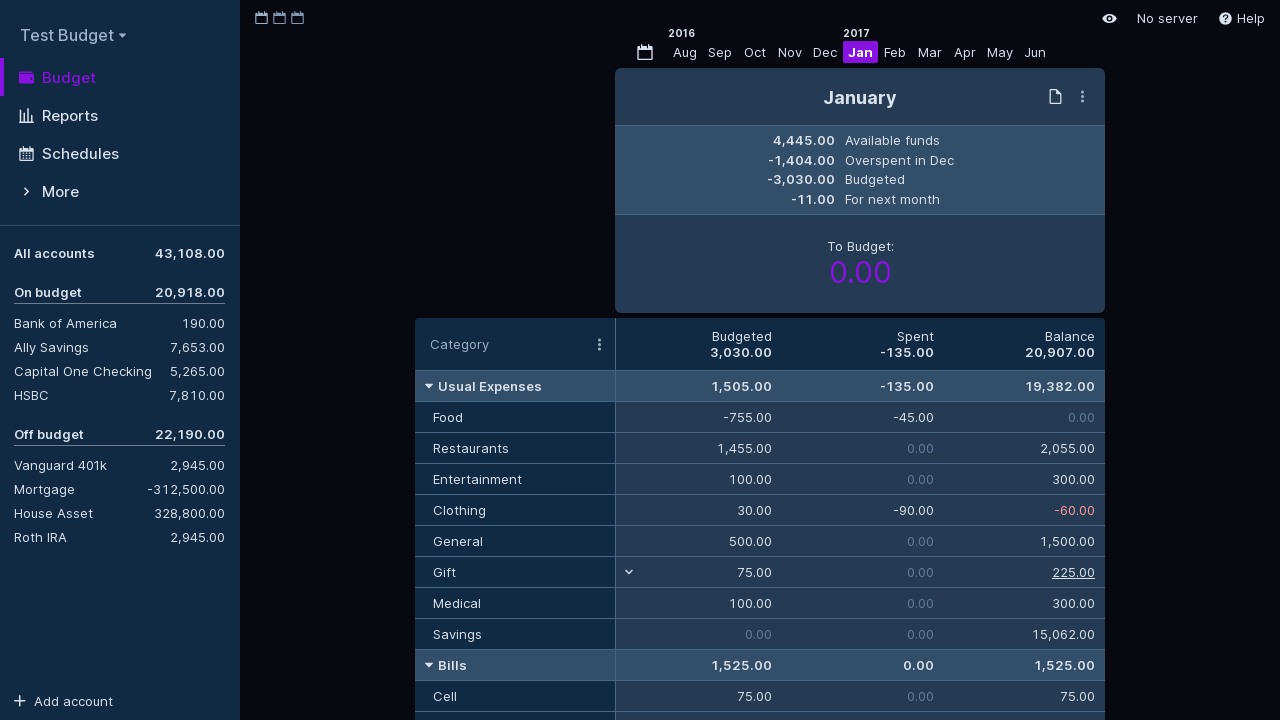 Test Budget
Budget
Reports
Schedules
More
All accounts 43,108.00
On budget 20,918.00
Bank of America 190.00
Ally Savings 7,653.00
Capital One Checking 5,265.00
HSBC 7,810.00
Off budget 22,190.00
Vanguard 401k 2,945.00
Mortgage -312,500.00
House Asset 328,800.00
Roth IRA 2,945.00
Add account
No server Help
2016 2017
Aug Sep Oct Nov Dec Jan Feb Mar Apr May Jun
January
4,445.00 Available funds
-1,404.00 Overspent in Dec
-3,030.00 Budgeted
-11.00 For next month
To Budget:
0.00
Category Budgeted Spent Balance
3,030.00 -135.00 20,907.00
Usual Expenses 1,505.00 -135.00 19,382.00
Food -755.00 -45.00 0.00
Restaurants 1,455.00 0.00 2,055.00
Entertainment 100.00 0.00 300.00
Clothing 30.00 -90.00 -60.00
General 500.00 0.00 1,500.00
Gift 75.00 0.00 225.00
Medical 100.00 0.00 300.00
Savings 0.00 0.00 15,062.00
Bills 1,525.00 0.00 1,525.00
Cell 75.00 0.00 75.00